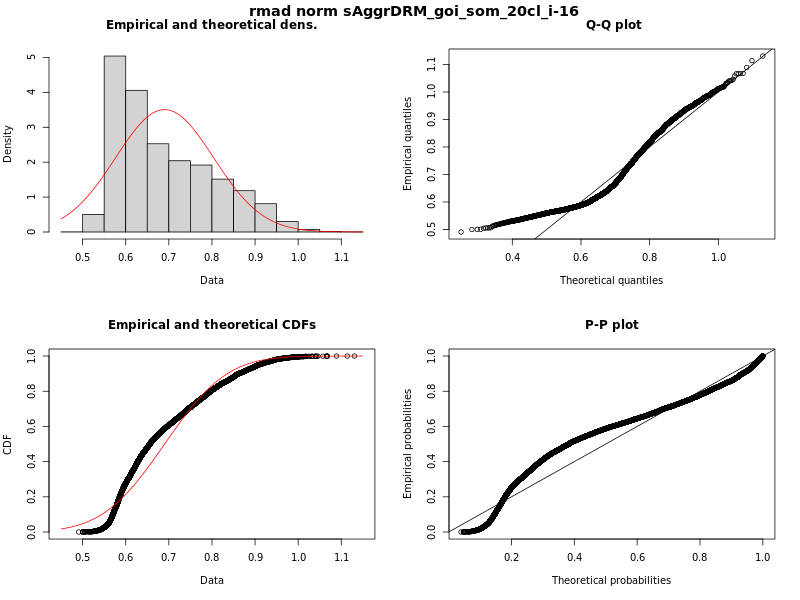 rmad norm sAggrDRM_goi_som_20cl_i-16
Empirical and theoretical dens.
Density
0 1 2 3 4 5
0.5 0.6 0.7 0.8 0.9 1.0 1.1
Data
Q-Q plot
Empirical quantiles
0.5 0.6 0.7 0.8 0.9 1.0 1.1
0.4 0.6 0.8 1.0
Theoretical quantiles
Empirical and theoretical CDFs
CDF
0.0 0.2 0.4 0.6 0.8 1.0
0.5 0.6 0.7 0.8 0.9 1.0 1.1
Data
P-P plot
Empirical probabilities
0.0 0.2 0.4 0.6 0.8 1.0
0.2 0.4 0.6 0.8 1.0
Theoretical probabilities